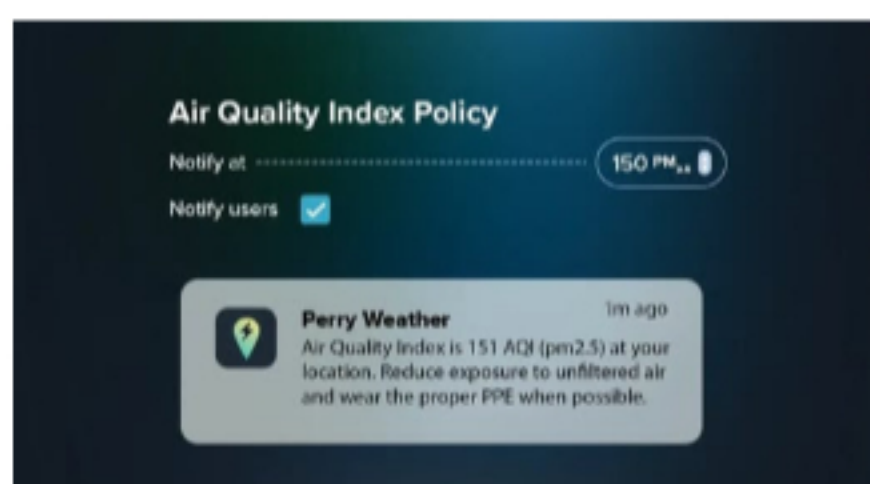 Air Quality Index Policy
Notify at
150 PM
Notify users
Perry Weather
1m ago
Air Quality Index is 151 AQI (pm2.5) at your
location. Reduce exposure to unfiltered air
and wear the proper PPE when possible.